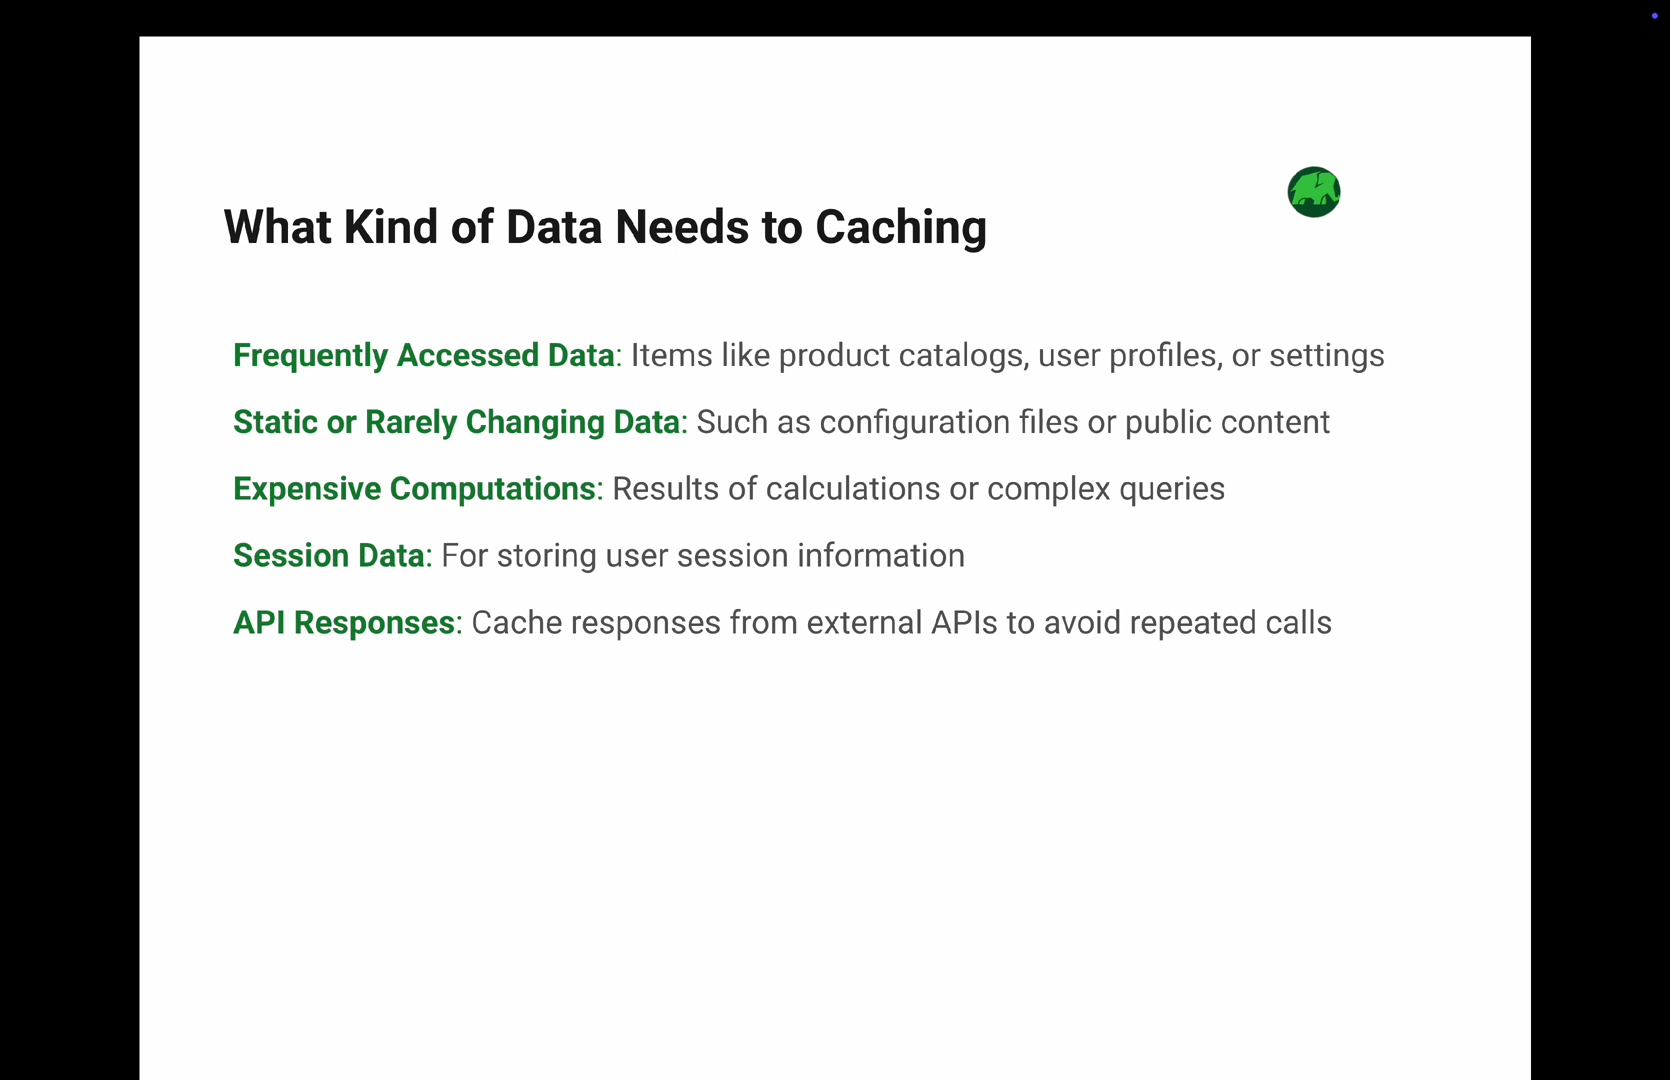 What Kind of Data Needs to Caching
Frequently Accessed Data: Items like product catalogs, user profiles, or settings
Static or Rarely Changing Data: Such as configuration files or public content
Expensive Computations: Results of calculations or complex queries
Session Data: For storing user session information
API Responses: Cache responses from external APIs to avoid repeated calls